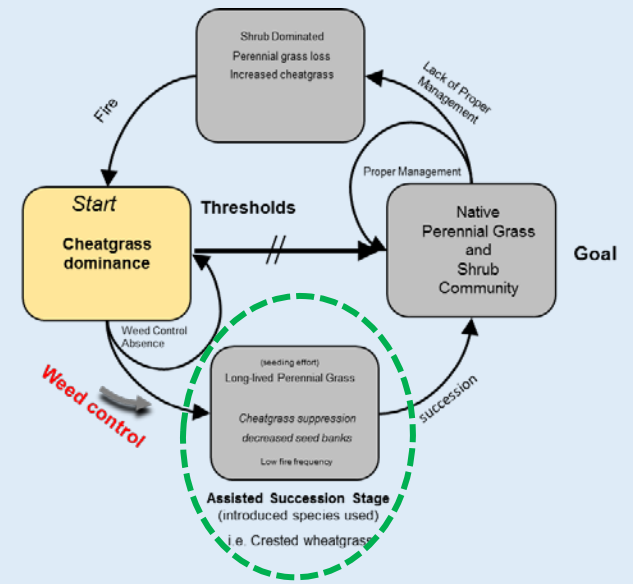 Shrub Dominated
Perennial grass loss
Increased cheatgrass
Fire
Lack of Proper
Management
Proper Management
Start
Cheatgrass
dominance
Thresholds
Native
Perennial Grass
and
Shrub
Community
Goal
Weed Control
Absence
Weed control
(seeding effort)
Long-lived Perennial Grass
Cheatgrass suppression
decreased seed banks
Low fire frequency
succession
Assisted Succession Stage
(introduced species used)
i.e. Crested wheatgrass